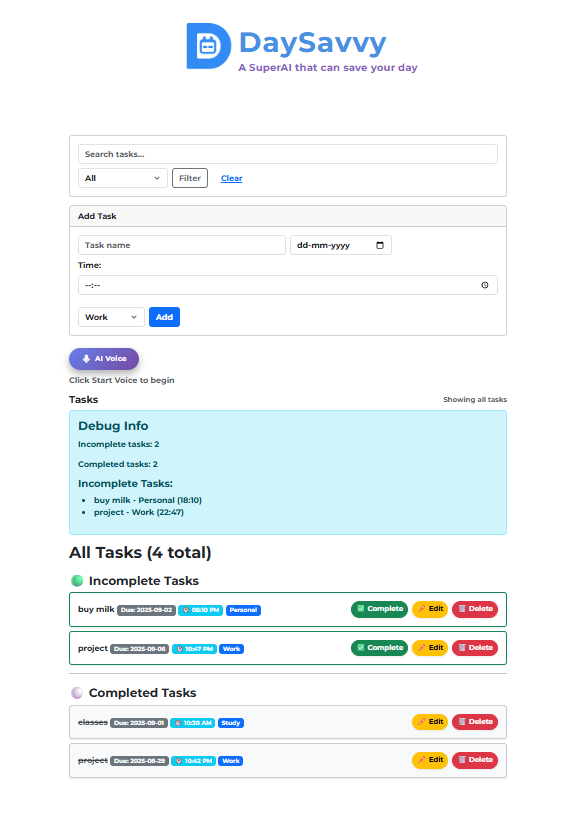 DaySavvy
A SuperAI that can save your day
Search tasks...
All Filter Clear
Add Task
Task name dd-mm-yyyy
Time:
--:--
Work Add
AI Voice
Click Start Voice to begin
Tasks Showing all tasks
Debug Info
Incomplete tasks: 2
Completed tasks: 2
Incomplete Tasks:
• buy milk - Personal (18:10)
• project - Work (22:47)
All Tasks (4 total)
Incomplete Tasks
buy milk Due: 2025-09-02 06:10 PM Personal Complete Edit Delete
project Due: 2025-09-06 10:47 PM Work Complete Edit Delete
Completed Tasks
classes Due: 2025-09-01 10:30 AM Study Edit Delete
project Due: 2025-08-29 10:42 PM Work Edit Delete